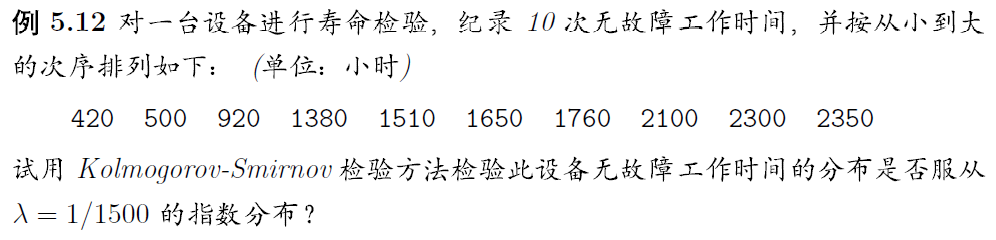 例 5.12 对一台设备进行寿命检验，纪录 10 次无故障工作时间，并按从小到大
的次序排列如下： (单位：小时)
420 500 920 1380 1510 1650 1760 2100 2300 2350
试用 Kolmogorov-Smirnov 检验方法检验此设备无故障工作时间的分布是否服从
λ = 1/1500 的指数分布？